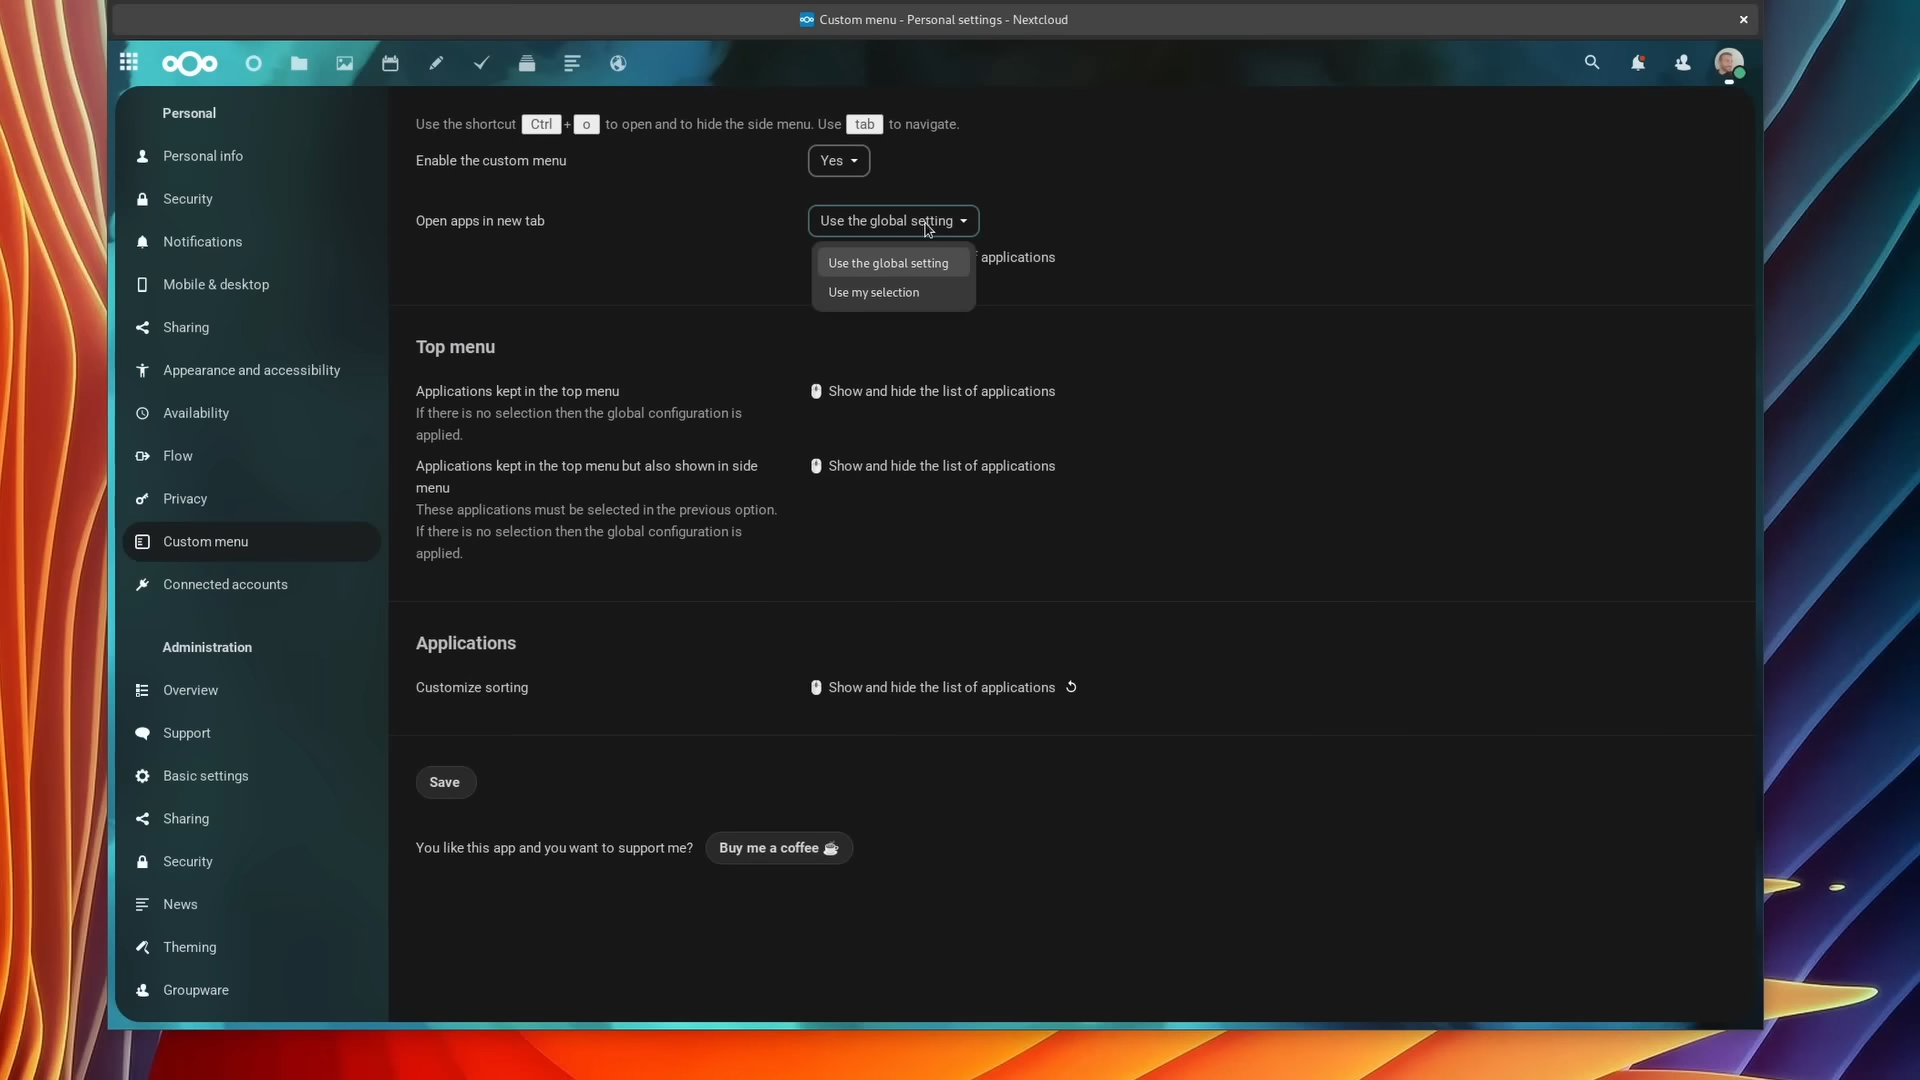 Custom menu - Personal settings - Nextcloud
Personal
Personal info
Security
Notifications
Mobile & desktop
Sharing
Appearance and accessibility
Availability
Flow
Privacy
Custom menu
Connected accounts
Administration
Overview
Support
Basic settings
Sharing
Security
News
Theming
Groupware
Use the shortcut Ctrl + o to open and to hide the side menu. Use tab to navigate.
Enable the custom menu
Yes
Open apps in new tab
Use the global setting
applications
Use the global setting
Use my selection
Top menu
Applications kept in the top menu
If there is no selection then the global configuration is
applied.
Show and hide the list of applications
Applications kept in the top menu but also shown in side
menu
These applications must be selected in the previous option.
If there is no selection then the global configuration is
applied.
Show and hide the list of applications
Applications
Customize sorting
Show and hide the list of applications
Save
You like this app and you want to support me?
Buy me a coffee ☕